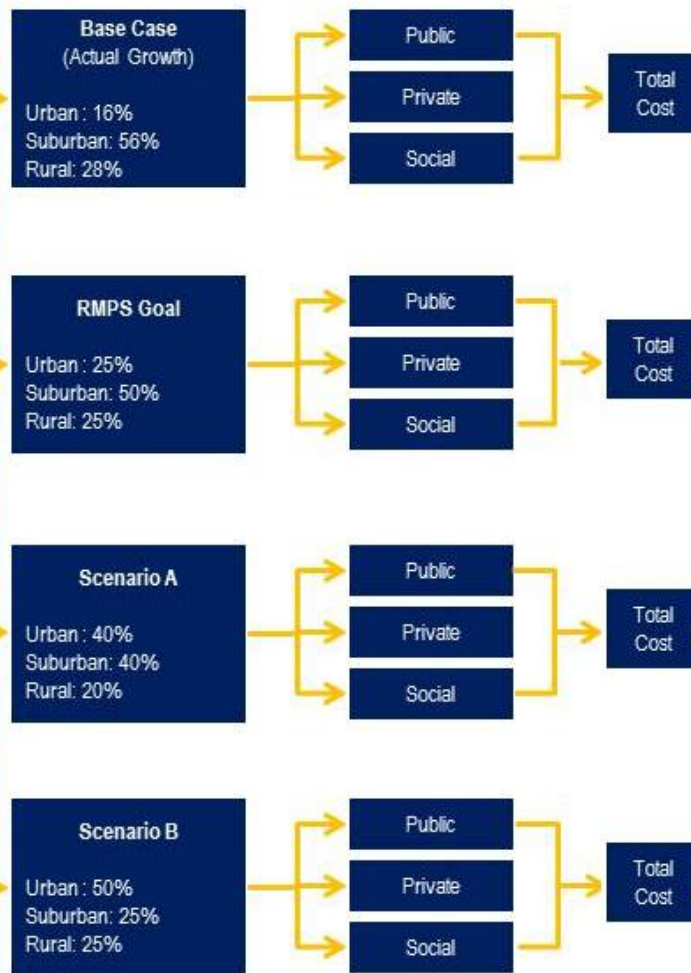 Base Case
(Actual Growth)
Urban : 16%
Suburban: 56%
Rural: 28%
Public
Private
Social
Total
Cost
RMPS Goal
Urban : 25%
Suburban: 50%
Rural: 25%
Public
Private
Social
Total
Cost
Scenario A
Urban : 40%
Suburban: 40%
Rural: 20%
Public
Private
Social
Total
Cost
Scenario B
Urban : 50%
Suburban: 25%
Rural: 25%
Public
Private
Social
Total
Cost